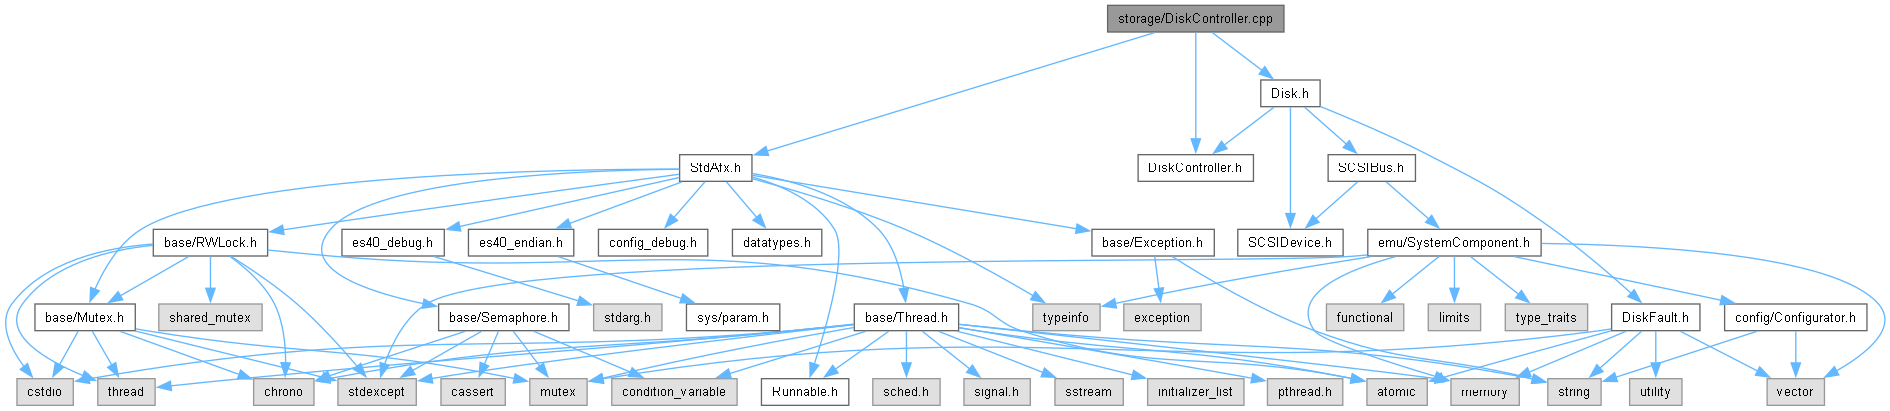 storage/DiskController.cpp
Disk.h
StdAfx.h
DiskController.h
SCSIBus.h
base/RWLock.h
es40_debug.h
es40_endian.h
config_debug.h
datatypes.h
base/Exception.h
SCSIDevice.h
emu/SystemComponent.h
base/Mutex.h
shared_mutex
base/Semaphore.h
stdarg.h
sys/param.h
base/Thread.h
typeinfo
exception
functional
limits
type_traits
DiskFault.h
config/Configurator.h
cstdio
thread
chrono
stdexcept
cassert
mutex
condition_variable
Runnable.h
sched.h
signal.h
sstream
initializer_list
pthread.h
atomic
memory
string
utility
vector